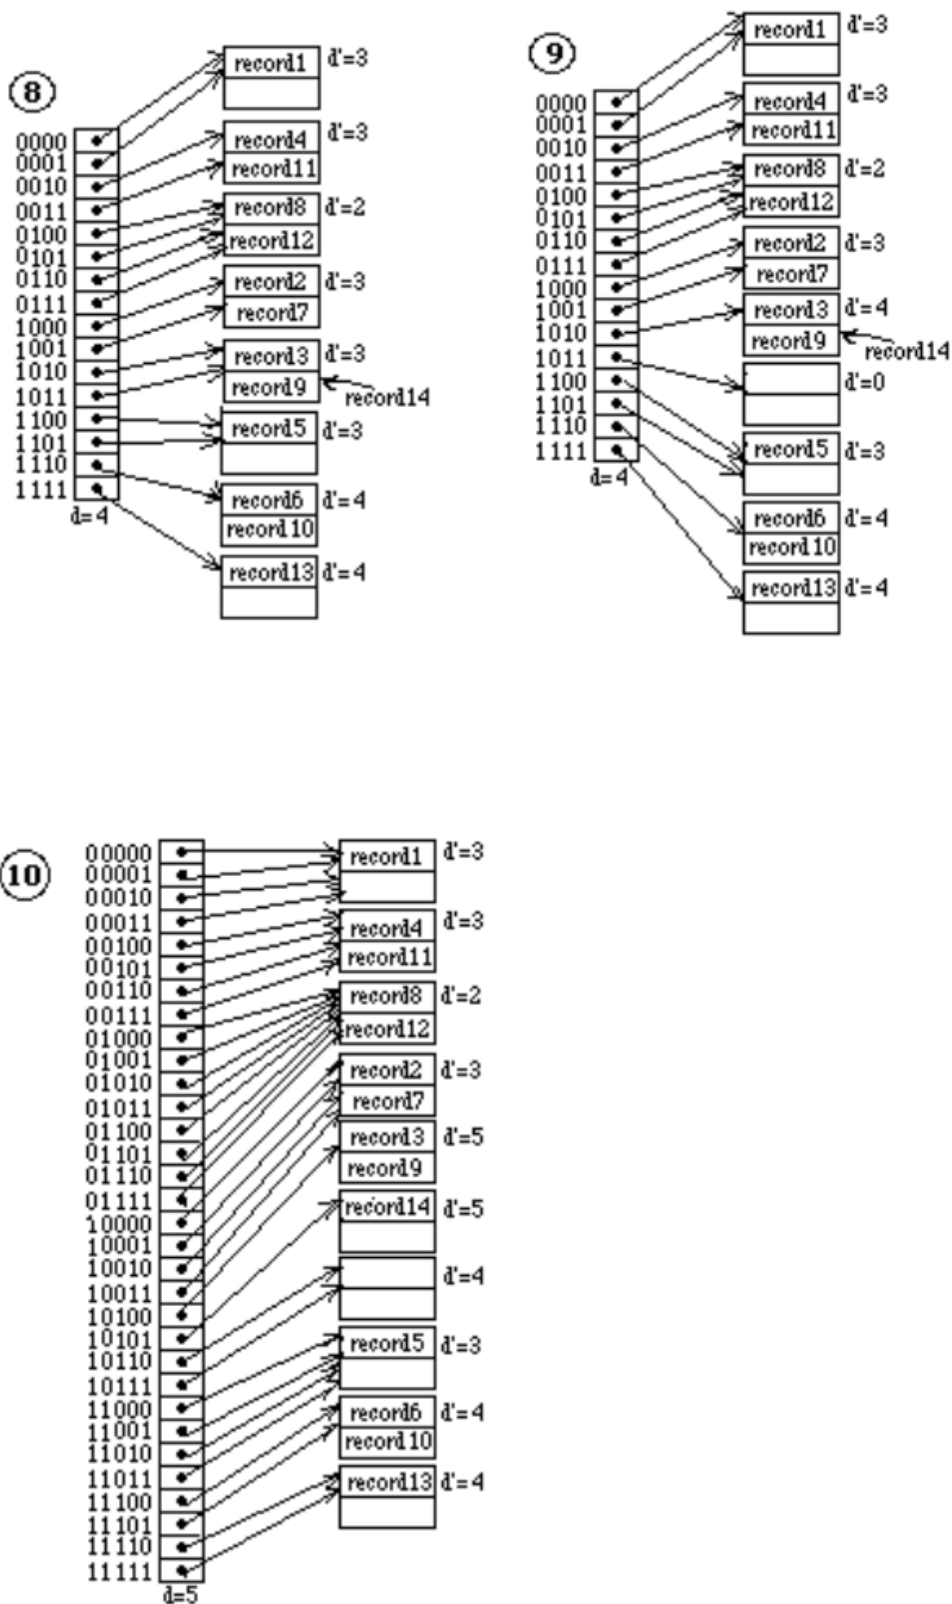 8
0000
0001
0010
0011
0100
0101
0110
0111
1000
1001
1010
1011
1100
1101
1110
1111
d=4
record1 d'=3
record4 d'=3
record11
record8 d'=2
record12
record2 d'=3
record7
record3 d'=3
record9
record14
record5 d'=3
record6 d'=4
record10
record13 d'=4
9
0000
0001
0010
0011
0100
0101
0110
0111
1000
1001
1010
1011
1100
1101
1110
1111
d=4
record1 d'=3
record4 d'=3
record11
record8 d'=2
record12
record2 d'=3
record7
record3 d'=4
record9
record14
d'=0
record5 d'=3
record6 d'=4
record10
record13 d'=4
10
00000
00001
00010
00011
00100
00101
00110
00111
01000
01001
01010
01011
01100
01101
01110
01111
10000
10001
10010
10011
10100
10101
10110
10111
11000
11001
11010
11011
11100
11101
11110
11111
d=5
record1 d'=3
record4 d'=3
record11
record8 d'=2
record12
record2 d'=3
record7
record3 d'=5
record9
record14 d'=5
d'=4
record5 d'=3
record6 d'=4
record10
record13 d'=4